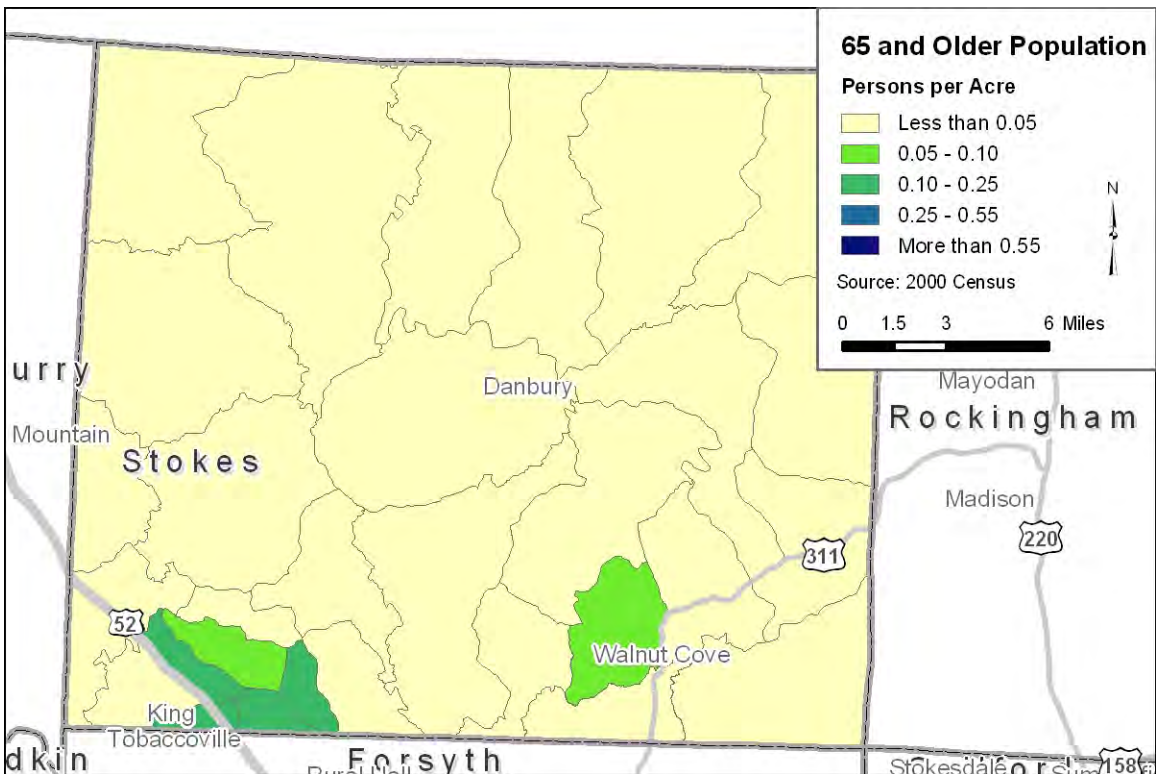 65 and Older Population
Persons per Acre
Less than 0.05
0.05 - 0.10
0.10 - 0.25
0.25 - 0.55
More than 0.55
N
Source: 2000 Census
0 1.5 3 6 Miles
urry
Danbury
Mayodan
Rockingham
Mountain
Stokes
Madison
220
311
52
Walnut Cove
King
Tobaccoville
dkin
Forsyth
Stokesdale
158